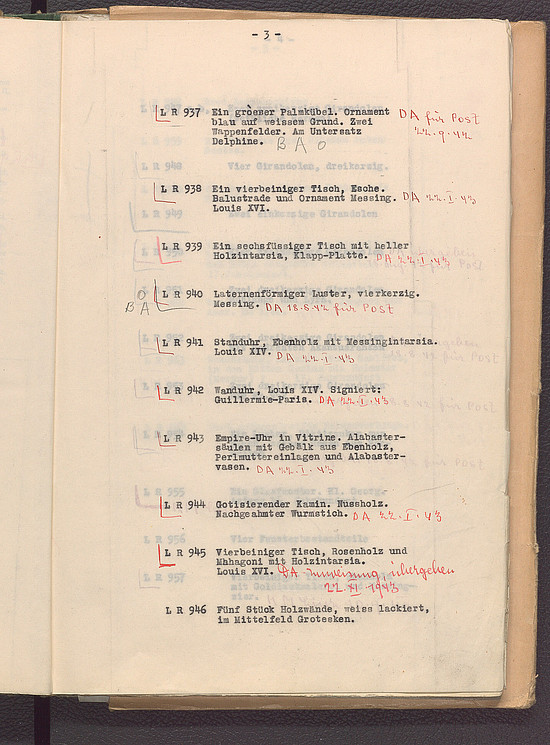 - 3 -
L R 937 Ein grosser Palmkübel. Ornament DA für Post
blau auf weissem Grund. Zwei 22.9.42
Wappenfelder. Am Untersatz
Delphine. B A O
L R 938 Ein vierbeiniger Tisch, Esche.
Balustrade und Ornament Messing. DA 22.I.43
Louis XVI.
L R 939 Ein sechsfüssiger Tisch mit heller
Holzintarsia, Klapp-Platte. DA 22.I.43
O
B A
L R 940 Laternenförmiger Luster, vierkerzig.
Messing. DA 18.8.42 für Post
L R 941 Standuhr, Ebenholz mit Messingintarsia.
Louis XIV. DA 22.I.43
L R 942 Wanduhr, Louis XIV. Signiert:
Guillermie-Paris. DA 22.I.43
L R 943 Empire-Uhr in Vitrine. Alabaster-
säulen mit Gebälk aus Ebenholz,
Perlmuttereinlagen und Alabaster-
vasen. DA 22.I.43
L R 944 Gotisierender Kamin. Nussholz.
Nachgeahmter Wurmstich. DA 22.I.43
L R 945 Vierbeiniger Tisch, Rosenholz und
Mhhagoni mit Holzintarsia.
Louis XVI. DA Zuweisung, übergeben
22 XI 1943
L R 946 Fünf Stück Holzwände, weiss lackiert,
im Mittelfeld Grotesken.